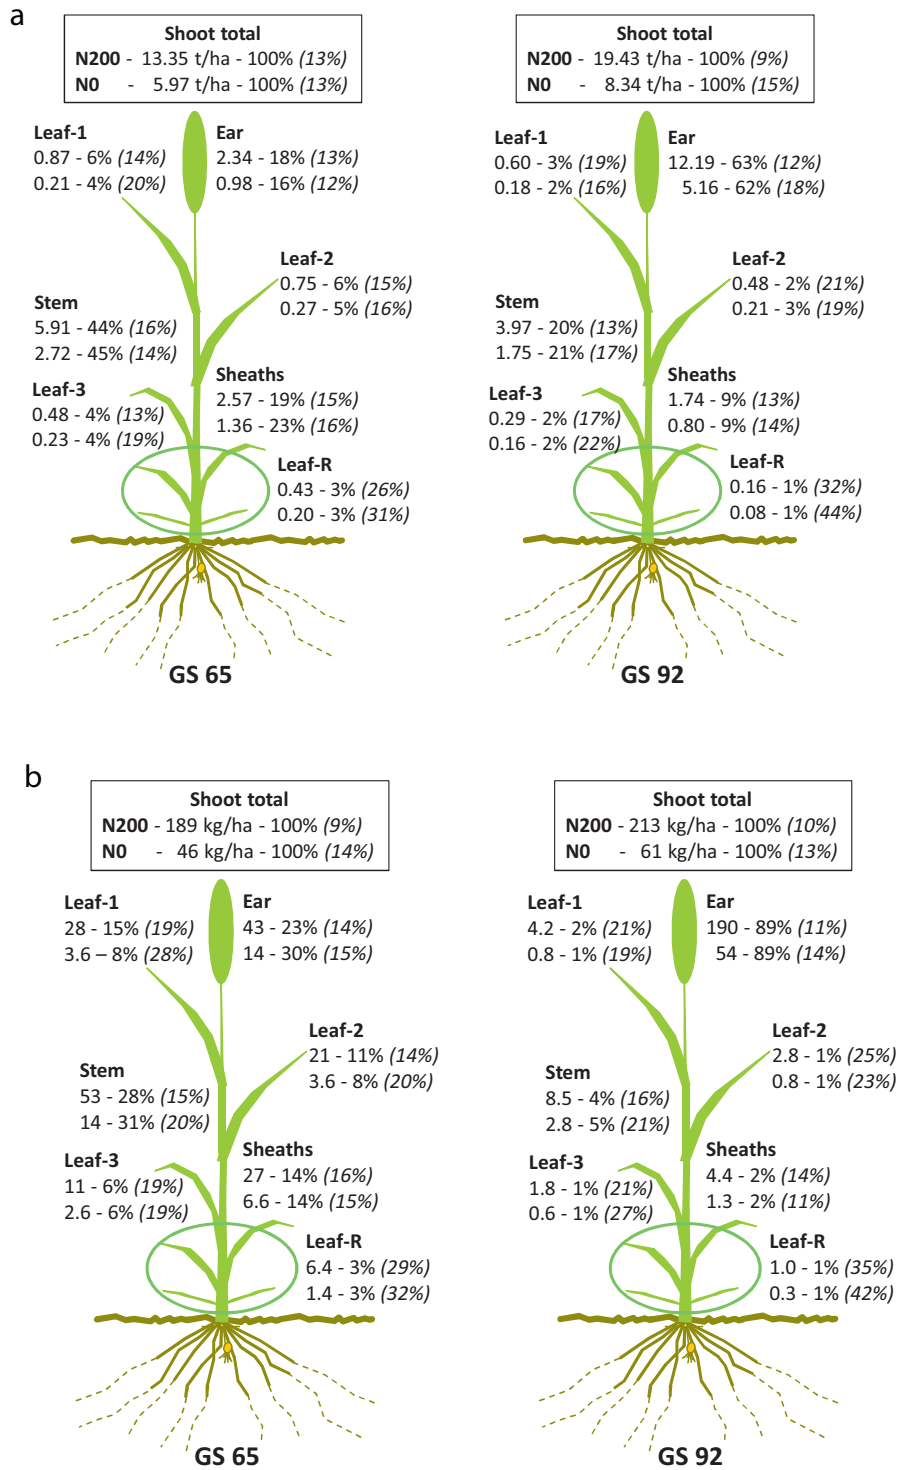 a
Shoot total
N200 - 13.35 t/ha - 100% (13%)
N0 - 5.97 t/ha - 100% (13%)
Leaf-1
0.87 - 6% (14%)
0.21 - 4% (20%)
Ear
2.34 - 18% (13%)
0.98 - 16% (12%)
Leaf-2
0.75 - 6% (15%)
0.27 - 5% (16%)
Stem
5.91 - 44% (16%)
2.72 - 45% (14%)
Sheaths
2.57 - 19% (15%)
1.36 - 23% (16%)
Leaf-3
0.48 - 4% (13%)
0.23 - 4% (19%)
Leaf-R
0.43 - 3% (26%)
0.20 - 3% (31%)
GS 65
Shoot total
N200 - 19.43 t/ha - 100% (9%)
N0 - 8.34 t/ha - 100% (15%)
Leaf-1
0.60 - 3% (19%)
0.18 - 2% (16%)
Ear
12.19 - 63% (12%)
5.16 - 62% (18%)
Leaf-2
0.48 - 2% (21%)
0.21 - 3% (19%)
Stem
3.97 - 20% (13%)
1.75 - 21% (17%)
Sheaths
1.74 - 9% (13%)
0.80 - 9% (14%)
Leaf-3
0.29 - 2% (17%)
0.16 - 2% (22%)
Leaf-R
0.16 - 1% (32%)
0.08 - 1% (44%)
GS 92
b
Shoot total
N200 - 189 kg/ha - 100% (9%)
N0 - 46 kg/ha - 100% (14%)
Leaf-1
28 - 15% (19%)
3.6 – 8% (28%)
Ear
43 - 23% (14%)
14 - 30% (15%)
Leaf-2
21 - 11% (14%)
3.6 - 8% (20%)
Stem
53 - 28% (15%)
14 - 31% (20%)
Sheaths
27 - 14% (16%)
6.6 - 14% (15%)
Leaf-3
11 - 6% (19%)
2.6 - 6% (19%)
Leaf-R
6.4 - 3% (29%)
1.4 - 3% (32%)
GS 65
Shoot total
N200 - 213 kg/ha - 100% (10%)
N0 - 61 kg/ha - 100% (13%)
Leaf-1
4.2 - 2% (21%)
0.8 - 1% (19%)
Ear
190 - 89% (11%)
54 - 89% (14%)
Leaf-2
2.8 - 1% (25%)
0.8 - 1% (23%)
Stem
8.5 - 4% (16%)
2.8 - 5% (21%)
Sheaths
4.4 - 2% (14%)
1.3 - 2% (11%)
Leaf-3
1.8 - 1% (21%)
0.6 - 1% (27%)
Leaf-R
1.0 - 1% (35%)
0.3 - 1% (42%)
GS 92